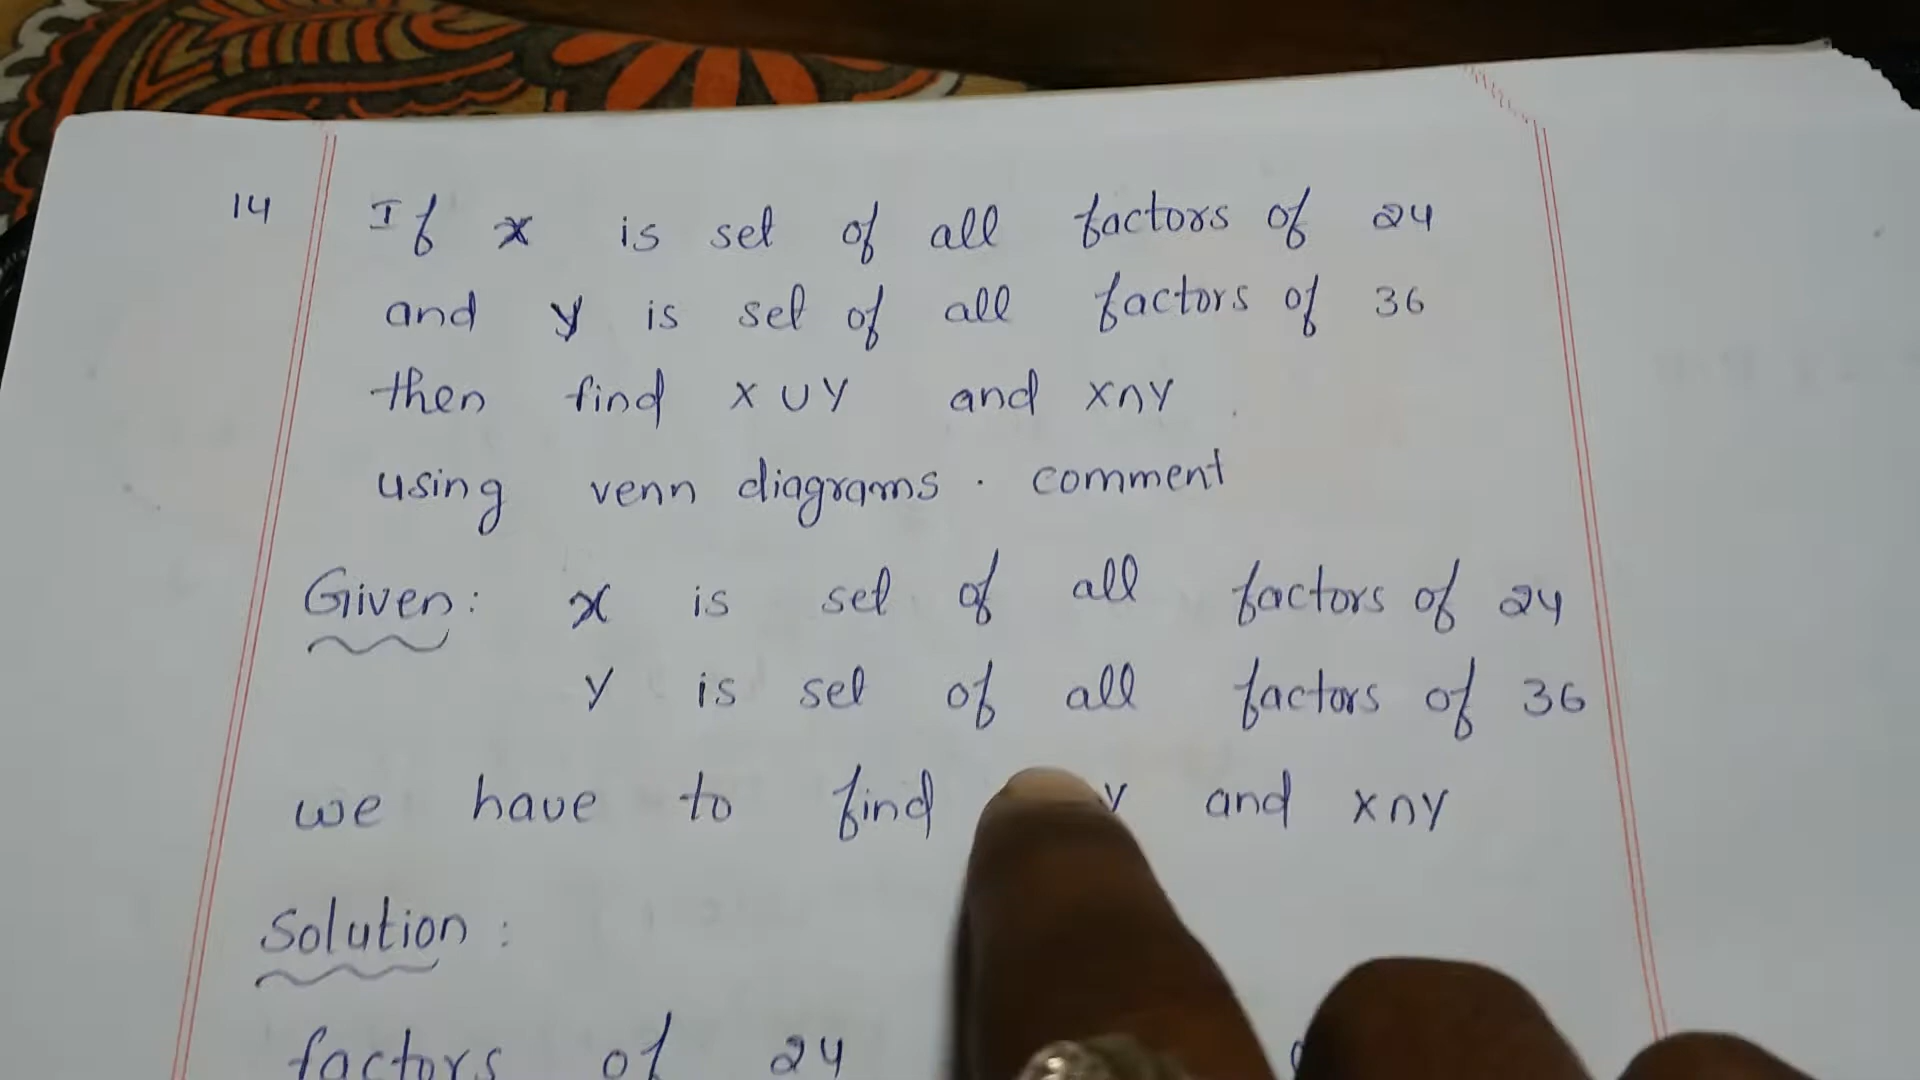 14 If x is set of all factors of 24
and y is set of all factors of 36
then find X ∪ Y and X∩Y
using venn diagrams . comment
Given: x is set of all factors of 24
Y is set of all factors of 36
we have to find Y and X∩Y
Solution :
factors of 24